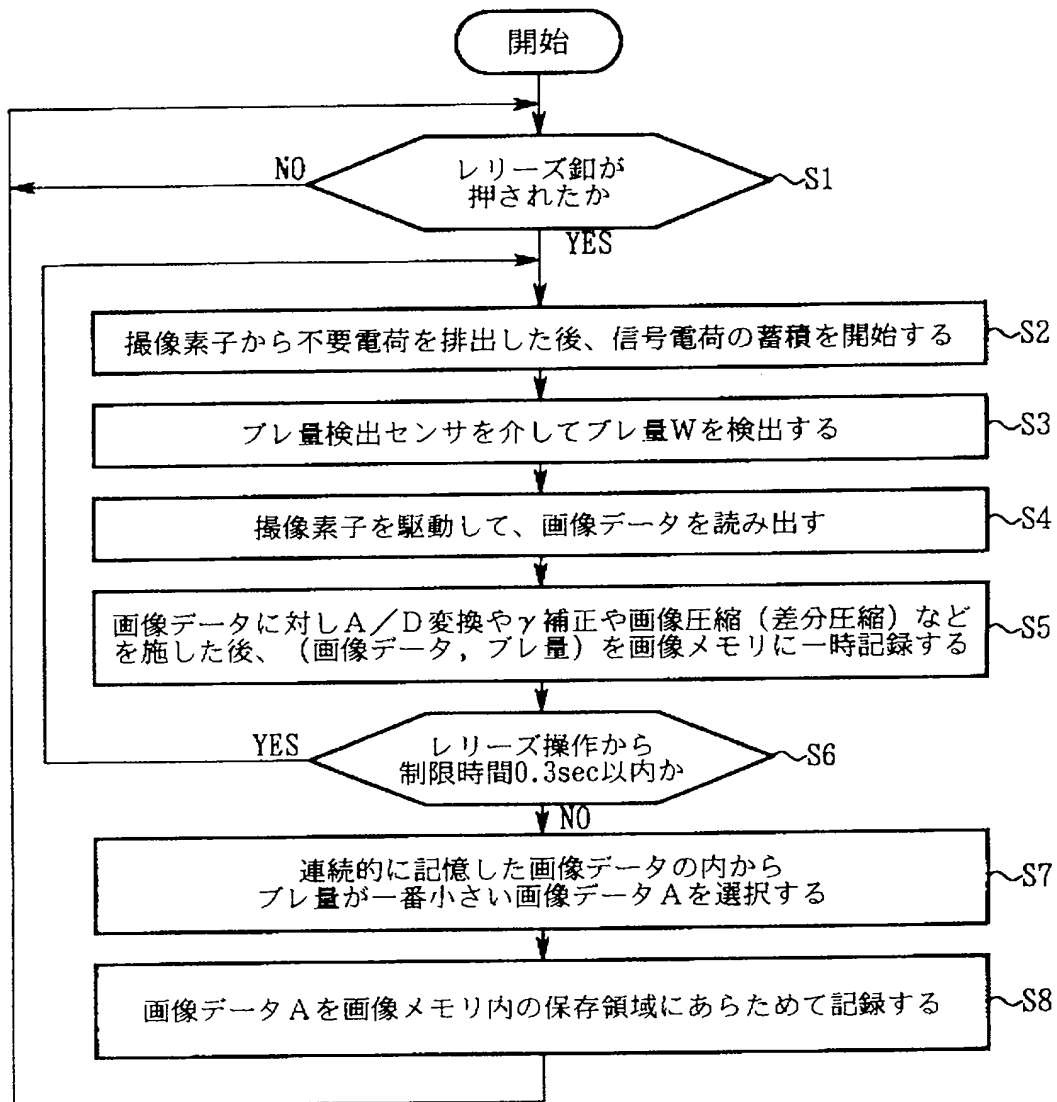 開始
NO
レリーズ釦が
押されたか
S1
YES
撮像素子から不要電荷を排出した後、信号電荷の蓄積を開始する
S2
ブレ量検出センサを介してブレ量Wを検出する
S3
撮像素子を駆動して、画像データを読み出す
S4
画像データに対しA／D変換やγ補正や画像圧縮（差分圧縮）など
を施した後、（画像データ，ブレ量）を画像メモリに一時記録する
S5
YES
レリーズ操作から
制限時間0.3sec以内か
S6
NO
連続的に記憶した画像データの内から
ブレ量が一番小さい画像データAを選択する
S7
画像データAを画像メモリ内の保存領域にあらためて記録する
S8